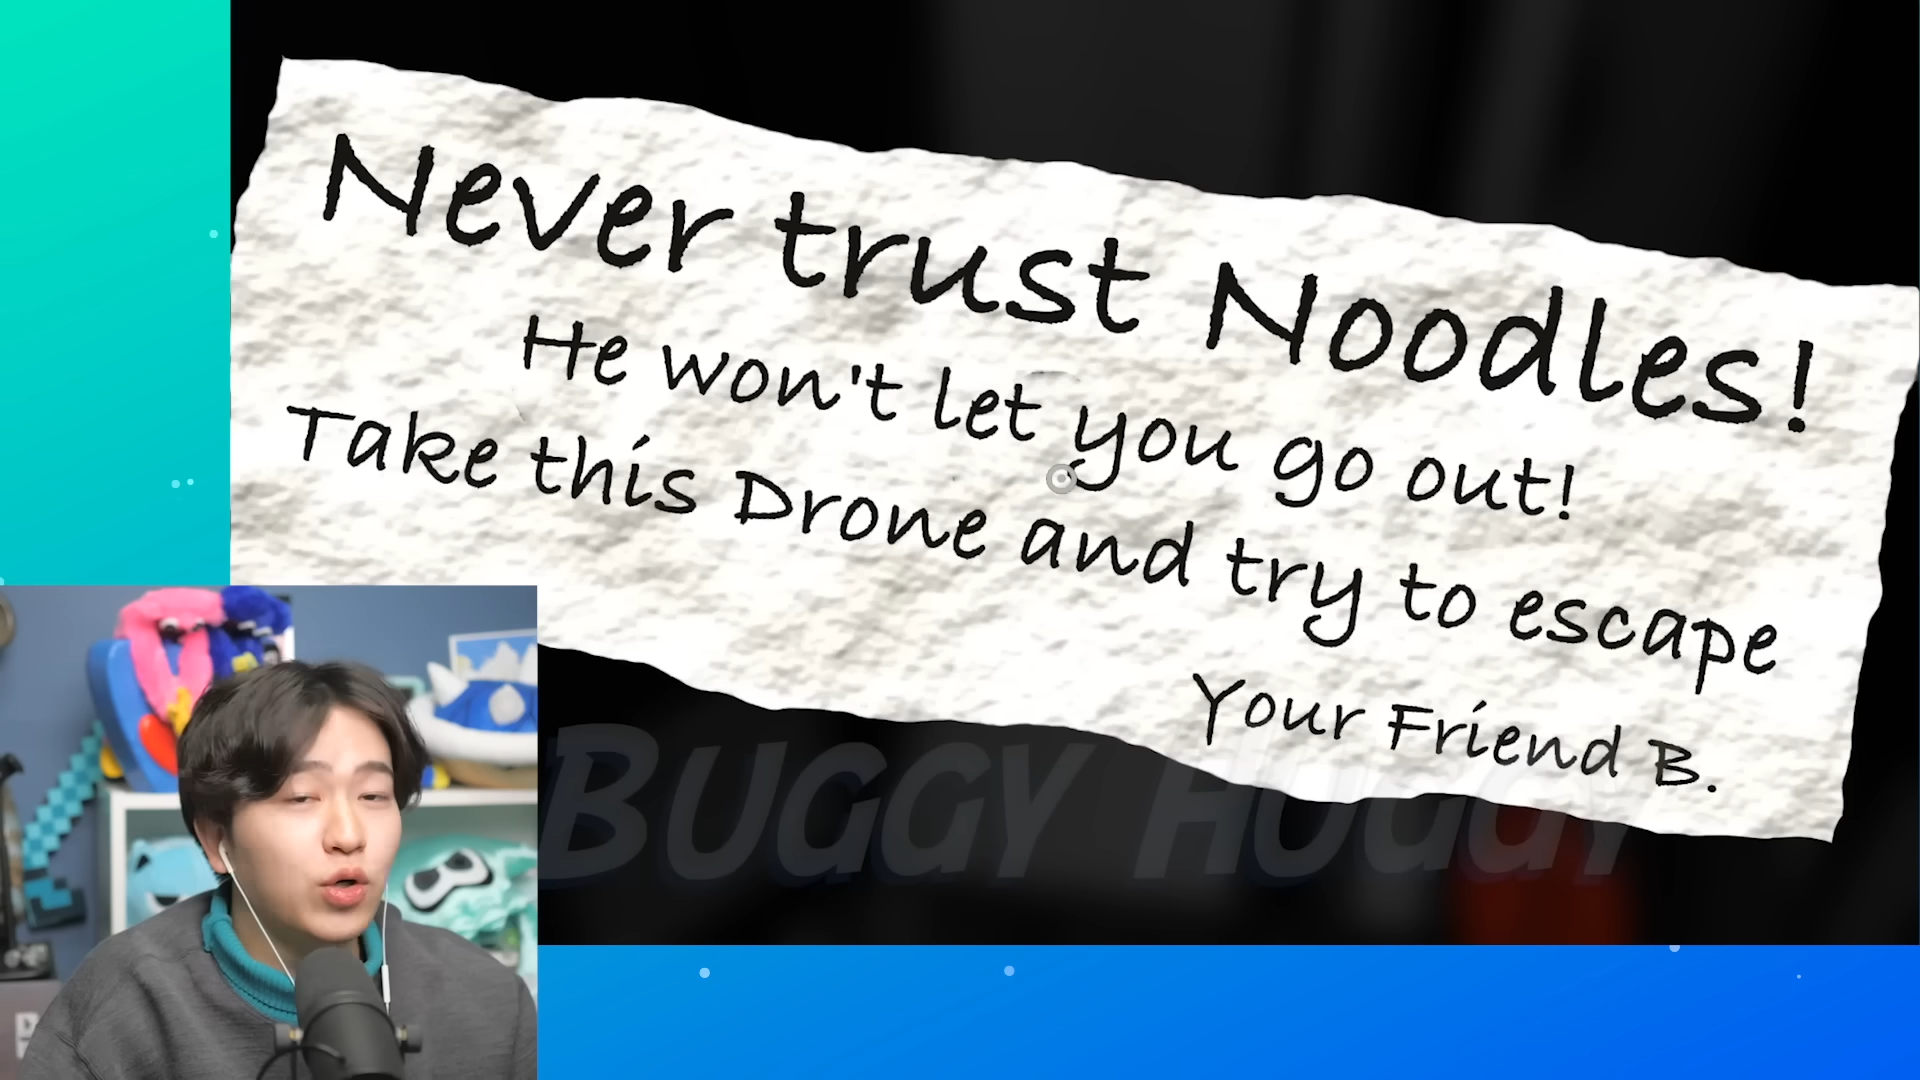 Never trust Noodles!
He won't let you go out!
Take this Drone and try to escape
Your Friend B.
BUGGY HUGGY